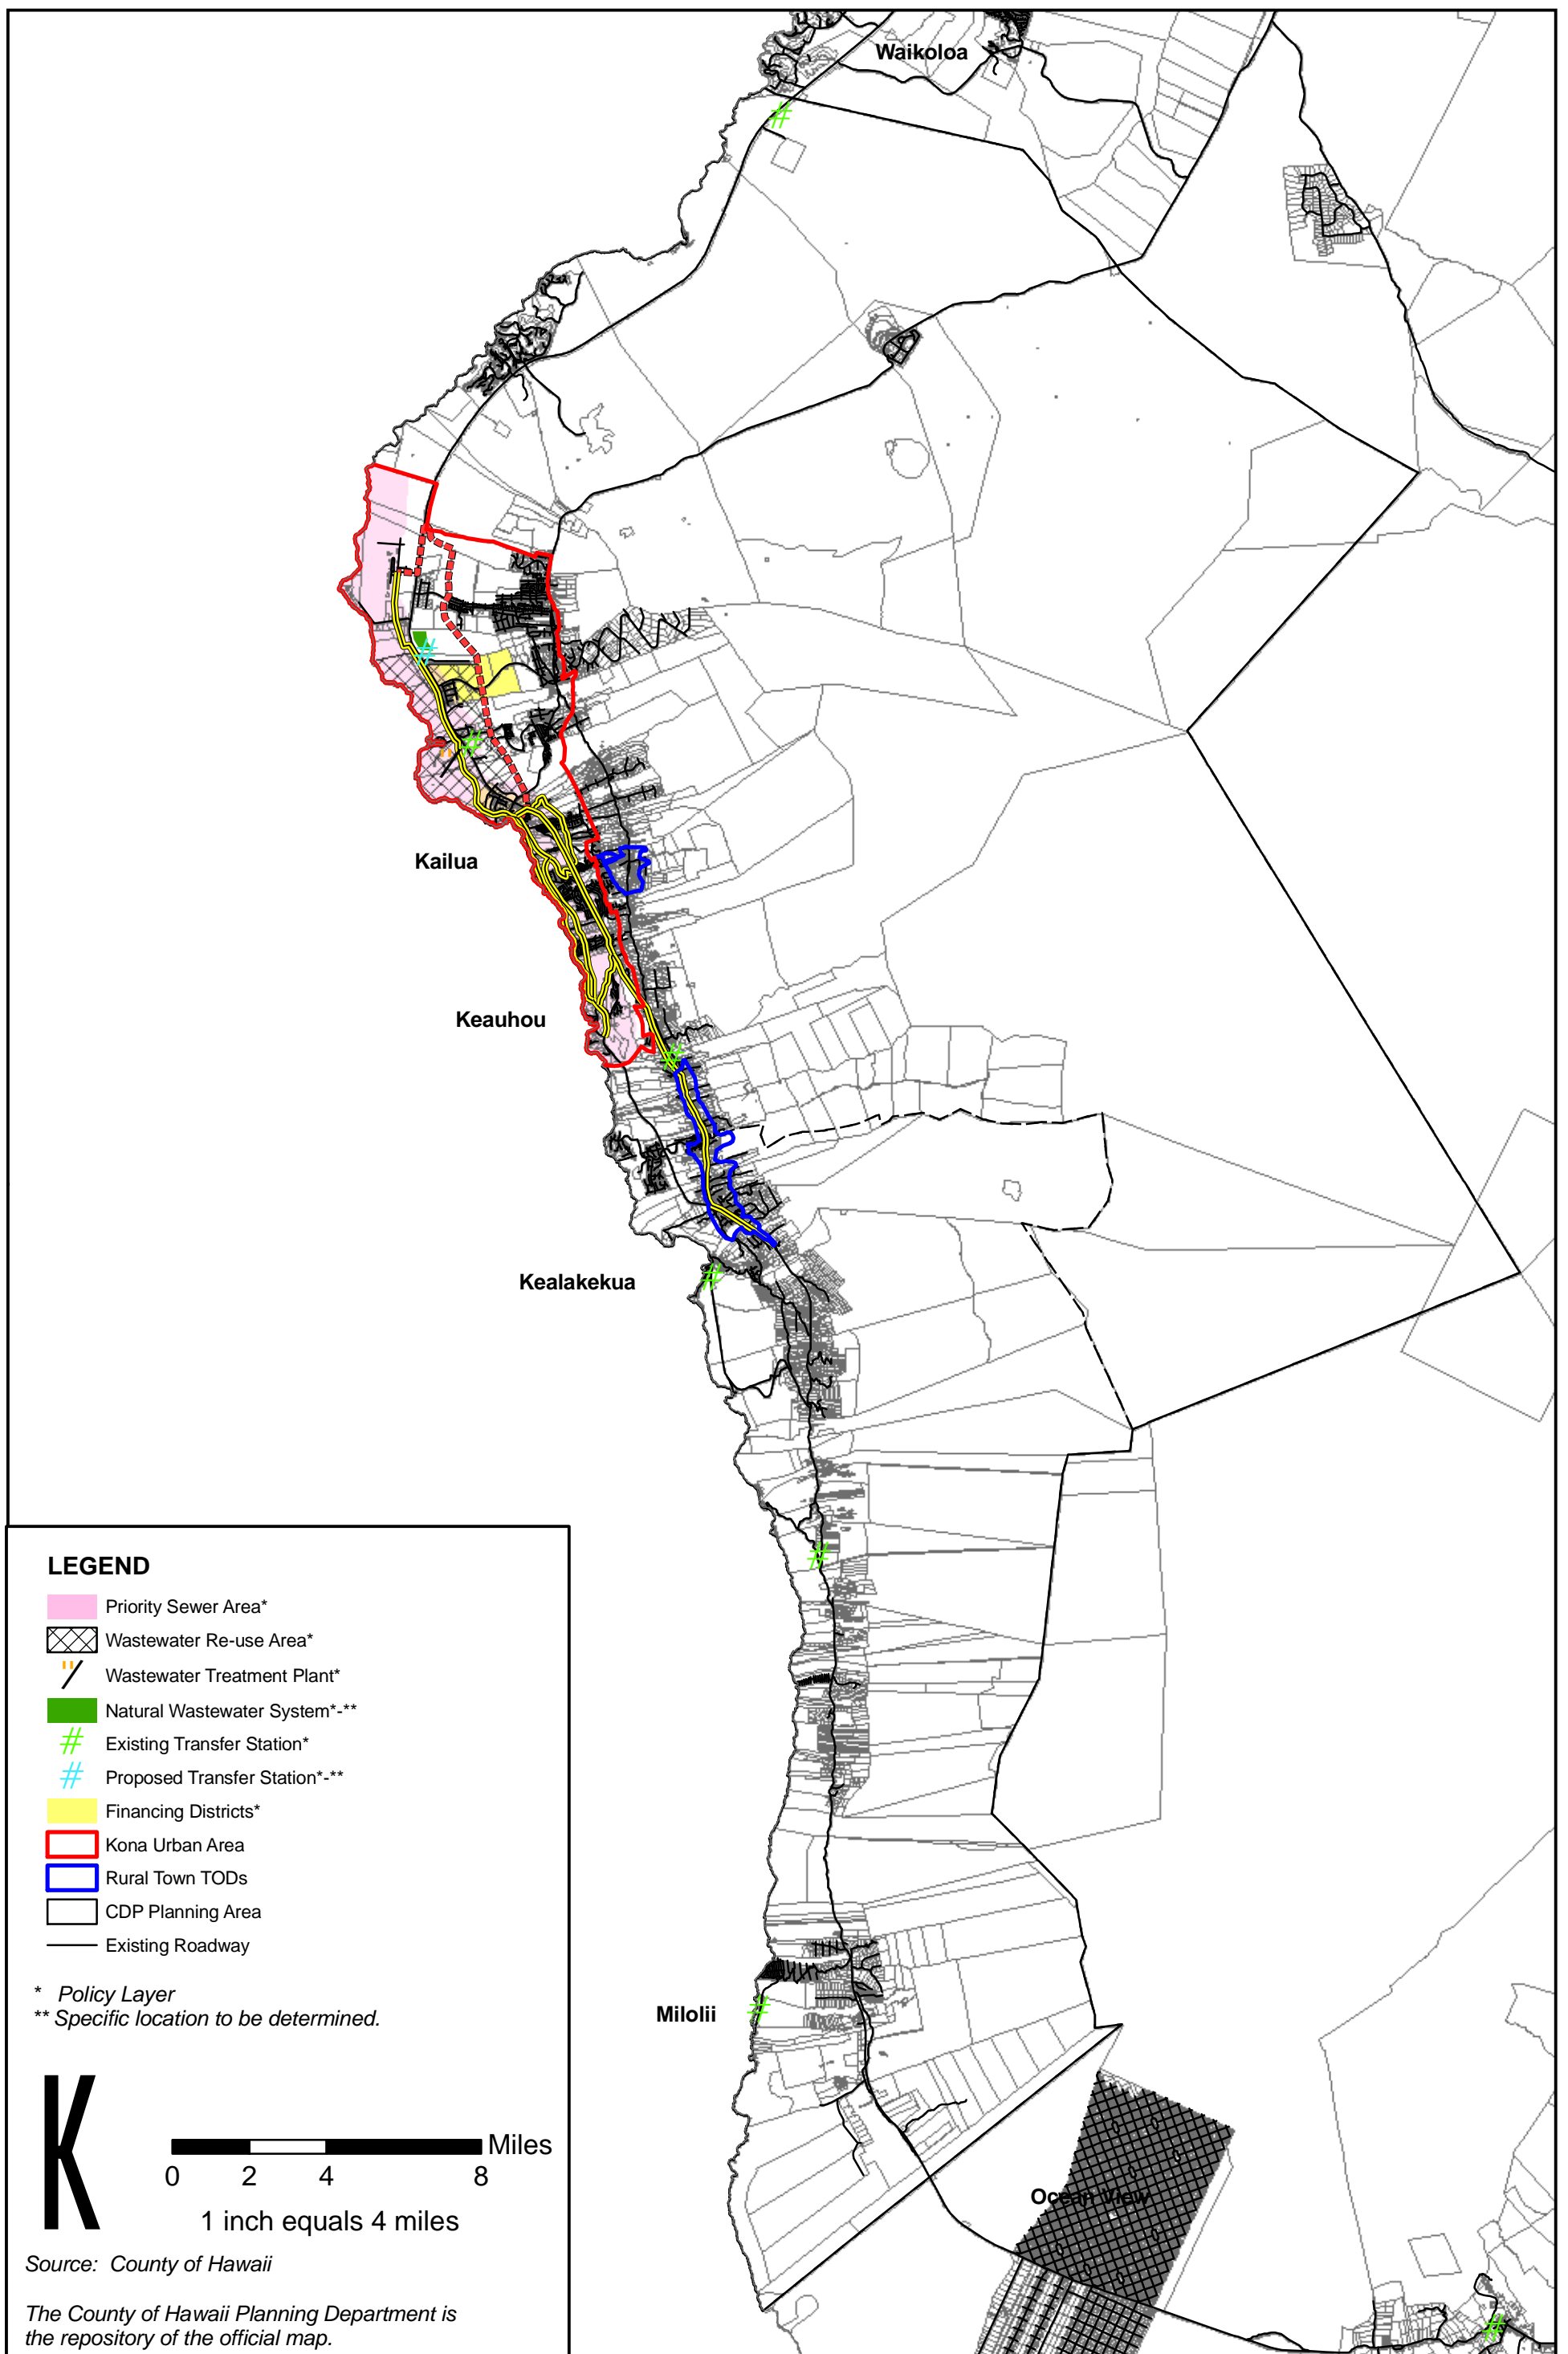 Waikoloa
Kailua
Keauhou
Kealakekua
LEGEND
Priority Sewer Area*
Wastewater Re-use Area*
Wastewater Treatment Plant*
Natural Wastewater System*-**
Existing Transfer Station*
Proposed Transfer Station*-**
Financing Districts*
Kona Urban Area
Rural Town TODs
CDP Planning Area
Existing Roadway
* Policy Layer
** Specific location to be determined.
Milolii
K
Miles
0 2 4 8
1 inch equals 4 miles
Ocean View
Source: County of Hawaii
The County of Hawaii Planning Department is
the repository of the official map.